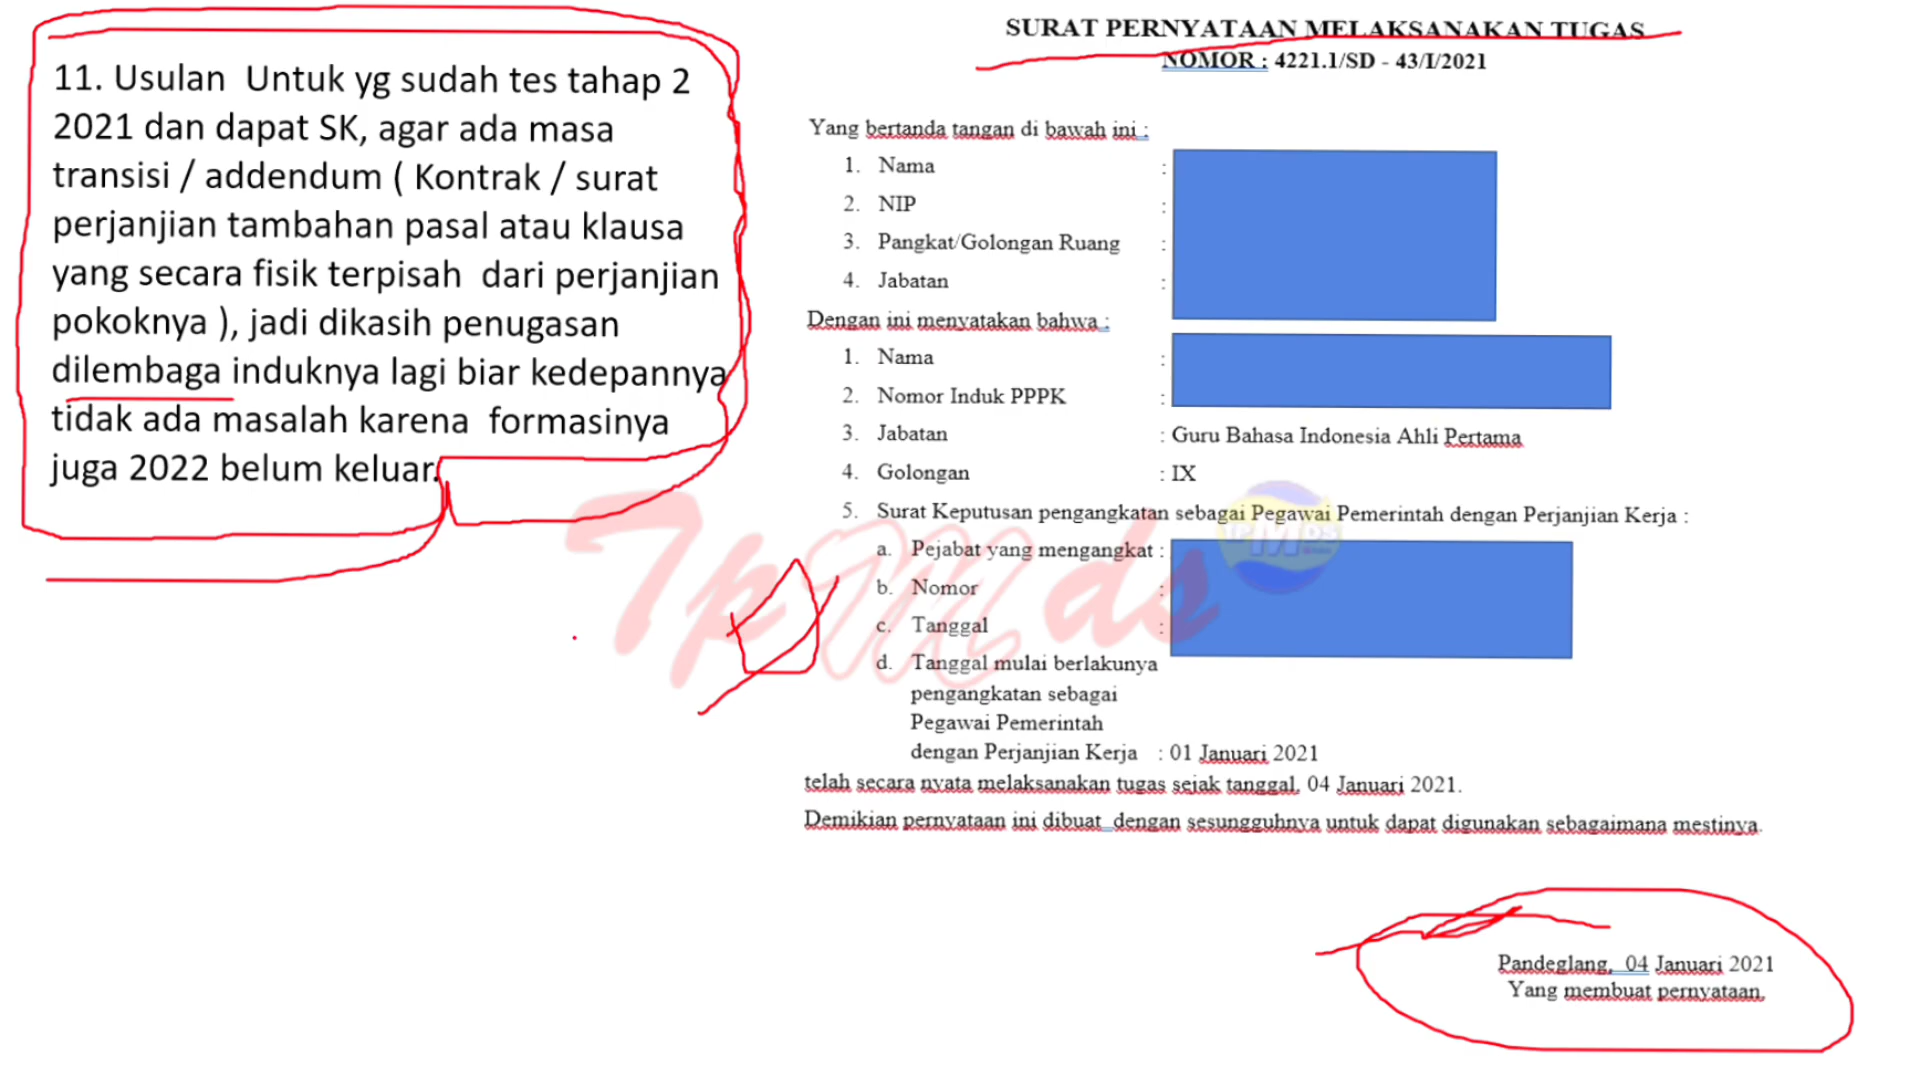 11. Usulan  Untuk yg sudah tes tahap 2
2021 dan dapat SK, agar ada masa
transisi / addendum ( Kontrak / surat
perjanjian tambahan pasal atau klausa
yang secara fisik terpisah  dari perjanjian
pokoknya ), jadi dikasih penugasan
dilembaga induknya lagi biar kedepannya
tidak ada masalah karena  formasinya
juga 2022 belum keluar.
SURAT PERNYATAAN MELAKSANAKAN TUGAS
NOMOR : 4221.1/SD - 43/I/2021
Yang bertanda tangan di bawah ini :
1. Nama :
2. NIP :
3. Pangkat/Golongan Ruang :
4. Jabatan :
Dengan ini menyatakan bahwa :
1. Nama :
2. Nomor Induk PPPK :
3. Jabatan : Guru Bahasa Indonesia Ahli Pertama
4. Golongan : IX
5. Surat Keputusan pengangkatan sebagai Pegawai Pemerintah dengan Perjanjian Kerja :
a. Pejabat yang mengangkat :
b. Nomor :
c. Tanggal :
d. Tanggal mulai berlakunya
pengangkatan sebagai
Pegawai Pemerintah
dengan Perjanjian Kerja : 01 Januari 2021
telah secara nyata melaksanakan tugas sejak tanggal, 04 Januari 2021.
Demikian pernyataan ini dibuat  dengan sesungguhnya untuk dapat digunakan sebagaimana mestinya.
Pandeglang,  04 Januari 2021
Yang membuat pernyataan,
TpMds